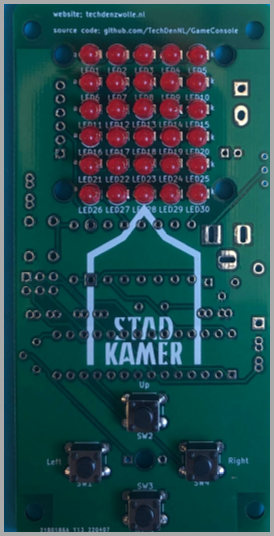 website; techdenzwolle.nl
source code; github.com/TechDenNL/GameConsole
LED1 LED2 LED3 LED4 LED5
LED6 LED7 LED8 LED9 LED10
LED11 LED12 LED13 LED14 LED15
LED16 LED17 LED18 LED19 LED20
LED21 LED22 LED23 LED24 LED25
LED26 LED27 LED28 LED29 LED30
STAD
KAMER
Up
SW2
Left
Right
SW1
SW4
SW3